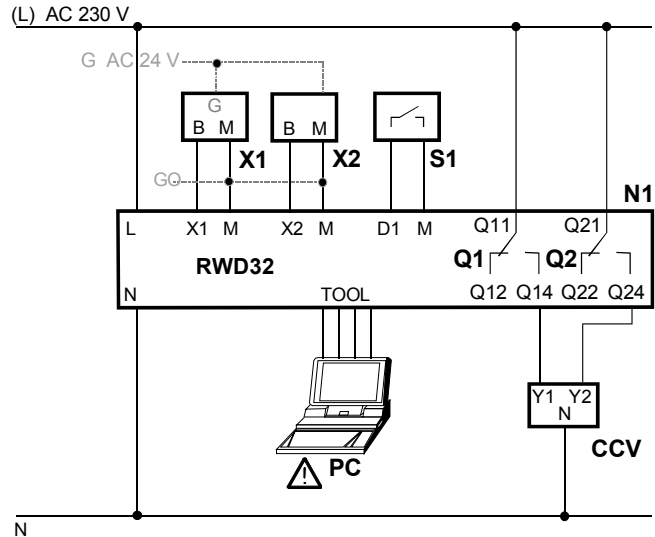 (L) AC 230 V
G AC 24 V
G
B M
B M
X1
X2
S1
GO
N1
L X1 M X2 M D1 M Q11 Q21
RWD32
Q1
Q2
N TOOL Q12 Q14 Q22 Q24
Y1 Y2
N
CCV
PC
N